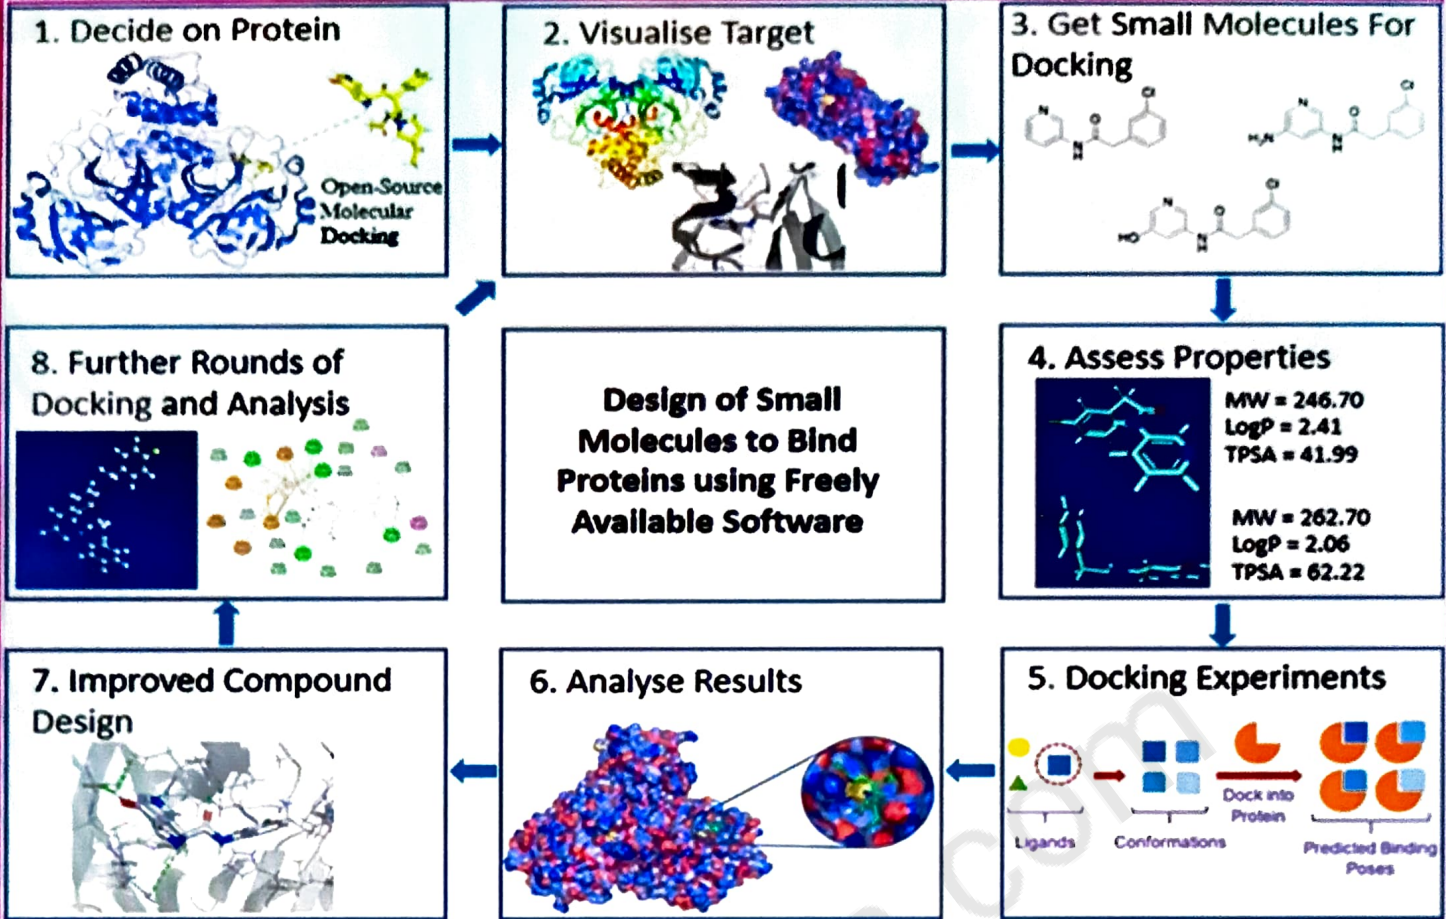 1. Decide on Protein
Open-Source
Molecular
Docking
2. Visualise Target
3. Get Small Molecules For
Docking
N
O
Cl
N
H
N
H₂N
O
Cl
N
H
N
HO
O
Cl
N
H
4. Assess Properties
MW = 246.70
LogP = 2.41
TPSA = 41.99
MW = 262.70
LogP = 2.06
TPSA = 62.22
5. Docking Experiments
Ligands
Conformations
Dock into
Protein
Predicted Binding
Poses
6. Analyse Results
7. Improved Compound
Design
8. Further Rounds of
Docking and Analysis
Design of Small
Molecules to Bind
Proteins using Freely
Available Software
.com